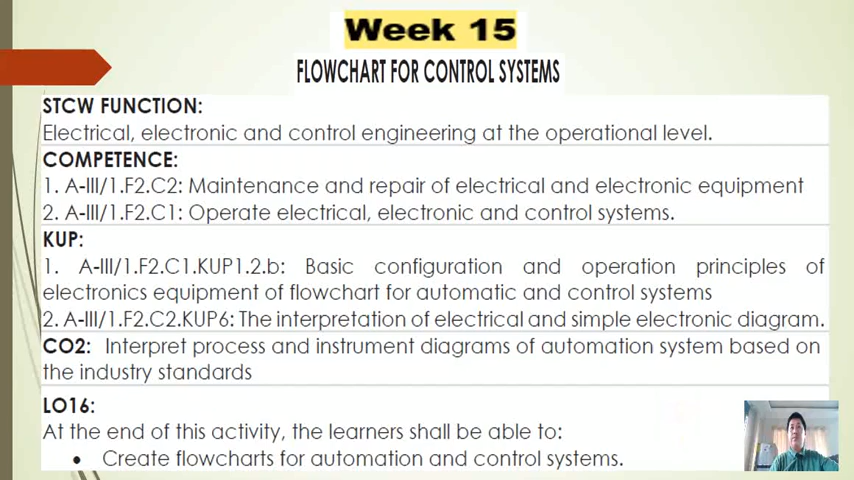 Week 15
FLOWCHART FOR CONTROL SYSTEMS
STCW FUNCTION:
Electrical, electronic and control engineering at the operational level.
COMPETENCE:
1. A-III/1.F2.C2: Maintenance and repair of electrical and electronic equipment
2. A-III/1.F2.C1: Operate electrical, electronic and control systems.
KUP:
1. A-III/1.F2.C1.KUP1.2.b: Basic configuration and operation principles of
electronics equipment of flowchart for automatic and control systems
2. A-III/1.F2.C2.KUP6: The interpretation of electrical and simple electronic diagram.
CO2: Interpret process and instrument diagrams of automation system based on
the industry standards
LO16:
At the end of this activity, the learners shall be able to:
• Create flowcharts for automation and control systems.